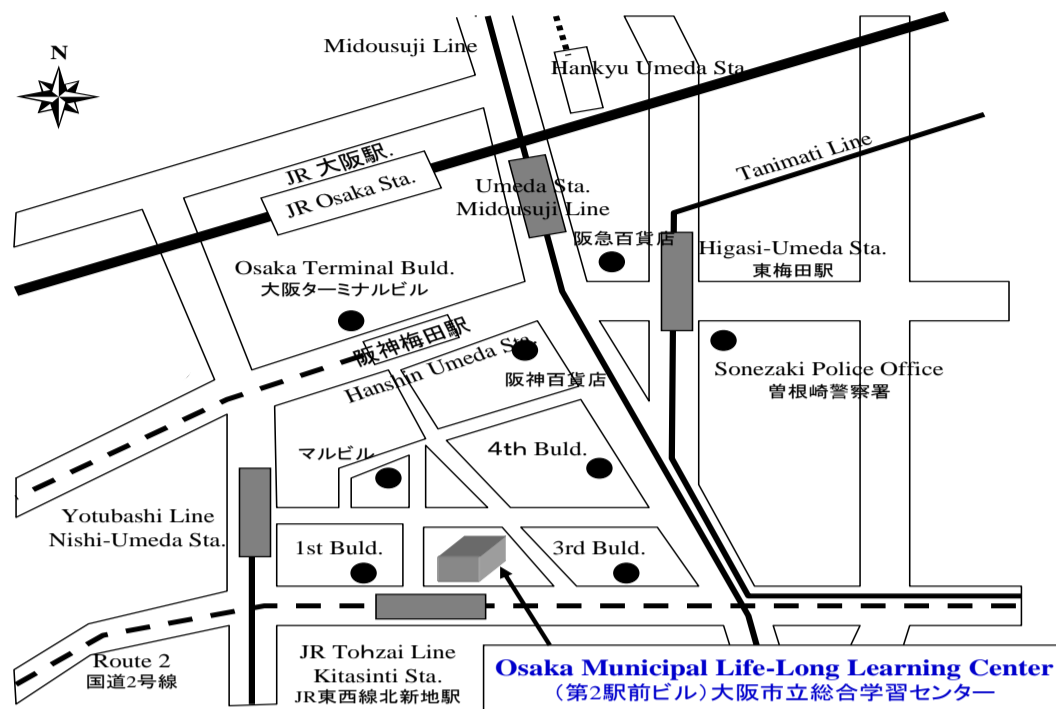 Midousuji Line
N
Hankyu Umeda Sta.
JR 大阪駅.
JR Osaka Sta.
Tanimati Line
Umeda Sta.
Midousuji Line
阪急百貨店
Higasi-Umeda Sta.
東梅田駅
Osaka Terminal Buld.
大阪ターミナルビル
阪神梅田駅
Hanshin Umeda Sta.
阪神百貨店
Sonezaki Police Office
曽根崎警察署
マルビル
4th Buld.
Yotubashi Line
Nishi-Umeda Sta.
1st Buld.
3rd Buld.
Route 2
国道2号線
JR Tohzai Line
Kitasinti Sta.
JR東西線北新地駅
Osaka Municipal Life-Long Learning Center
（第2駅前ビル）大阪市立総合学習センター